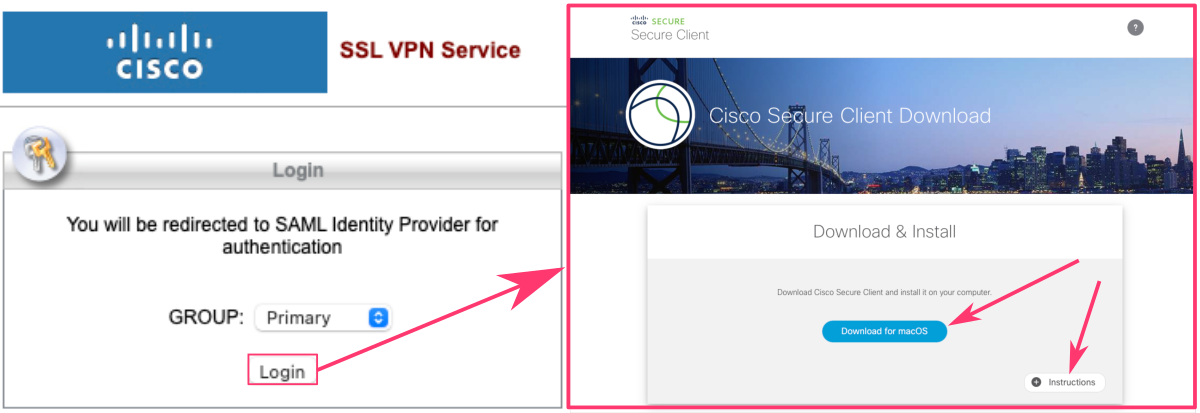 CISCO
SSL VPN Service
Login
You will be redirected to SAML Identity Provider for
authentication
GROUP: Primary
Login
CISCO SECURE
Secure Client
?
Cisco Secure Client Download
Download & Install
Download Cisco Secure Client and install it on your computer.
Download for macOS
Instructions